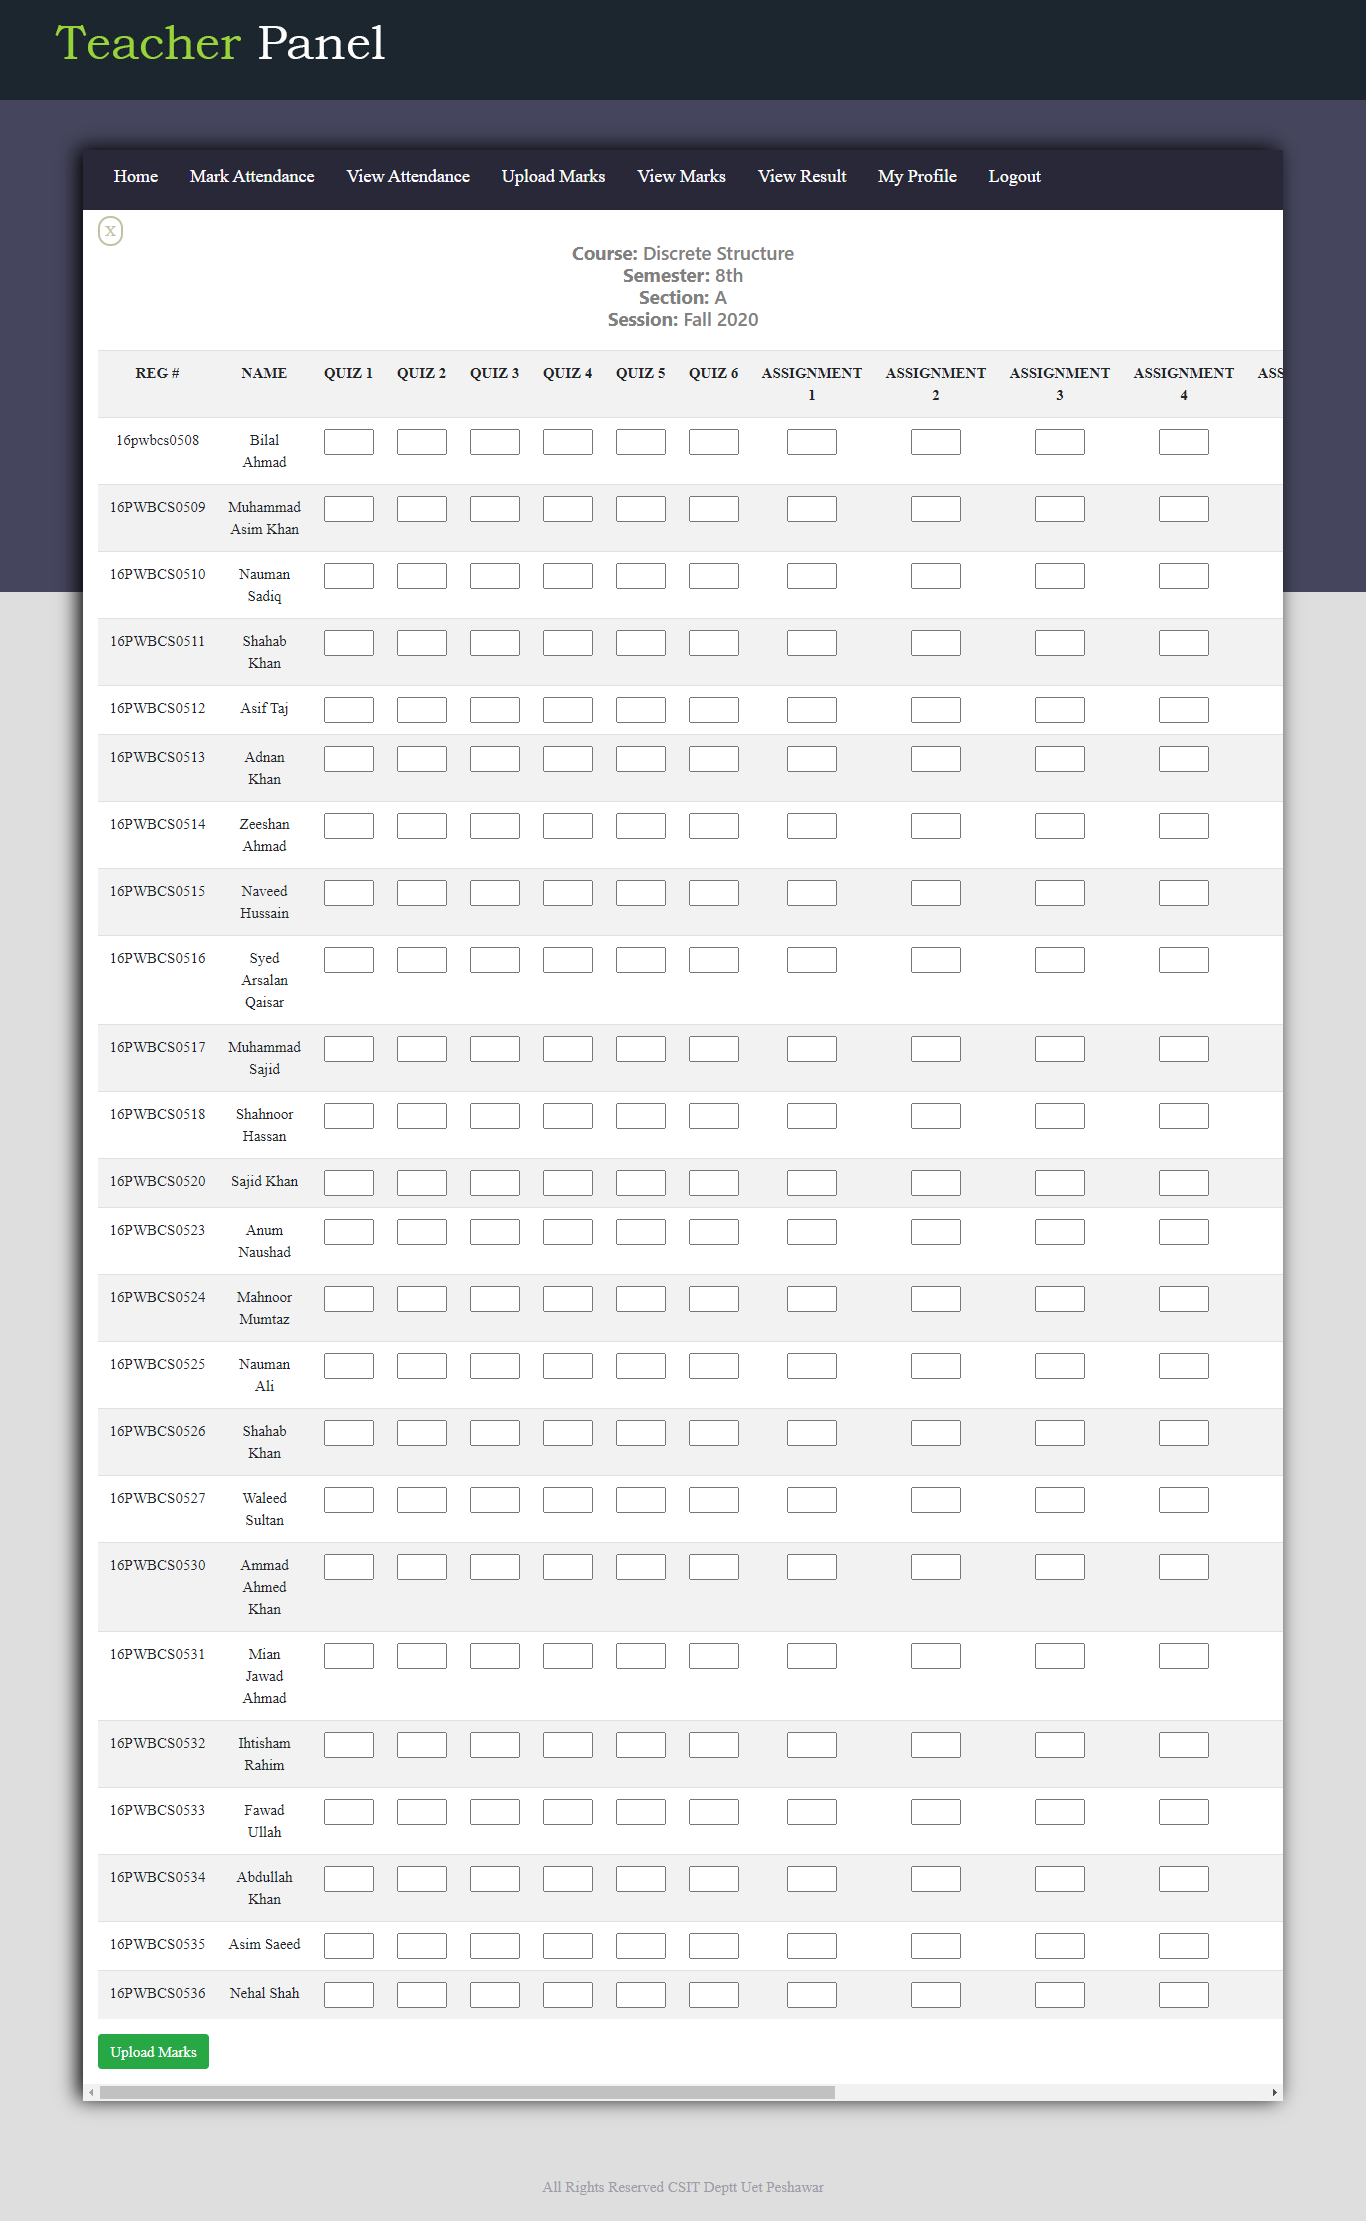 Teacher Panel
Home Mark Attendance View Attendance Upload Marks View Marks View Result My Profile Logout
X
Course: Discrete Structure
Semester: 8th
Section: A
Session: Fall 2020
REG # NAME QUIZ 1 QUIZ 2 QUIZ 3 QUIZ 4 QUIZ 5 QUIZ 6 ASSIGNMENT 1 ASSIGNMENT 2 ASSIGNMENT 3 ASSIGNMENT 4 ASS
16pwbcs0508 Bilal Ahmad
16PWBCS0509 Muhammad Asim Khan
16PWBCS0510 Nauman Sadiq
16PWBCS0511 Shahab Khan
16PWBCS0512 Asif Taj
16PWBCS0513 Adnan Khan
16PWBCS0514 Zeeshan Ahmad
16PWBCS0515 Naveed Hussain
16PWBCS0516 Syed Arsalan Qaisar
16PWBCS0517 Muhammad Sajid
16PWBCS0518 Shahnoor Hassan
16PWBCS0520 Sajid Khan
16PWBCS0523 Anum Naushad
16PWBCS0524 Mahnoor Mumtaz
16PWBCS0525 Nauman Ali
16PWBCS0526 Shahab Khan
16PWBCS0527 Waleed Sultan
16PWBCS0530 Ammad Ahmed Khan
16PWBCS0531 Mian Jawad Ahmad
16PWBCS0532 Ihtisham Rahim
16PWBCS0533 Fawad Ullah
16PWBCS0534 Abdullah Khan
16PWBCS0535 Asim Saeed
16PWBCS0536 Nehal Shah
Upload Marks
All Rights Reserved CSIT Deptt Uet Peshawar